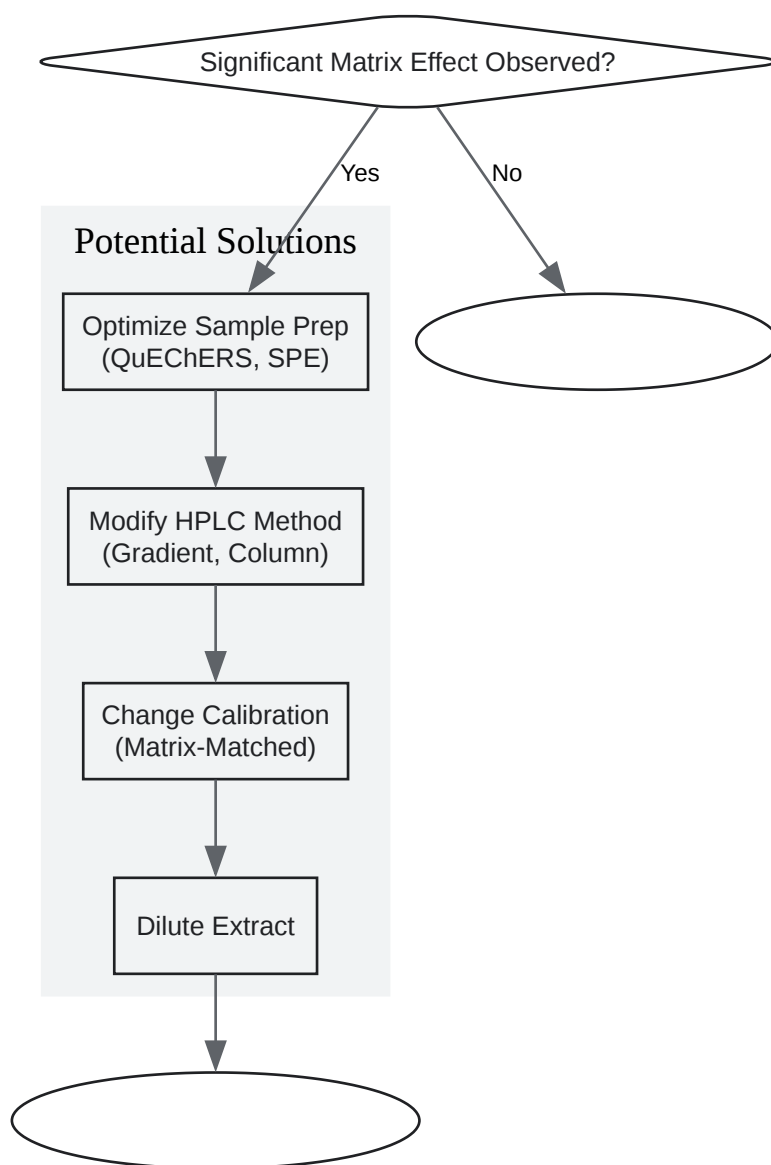 Significant Matrix Effect Observed?
Yes
No
Potential Solutions
Optimize Sample Prep
(QuEChERS, SPE)
Modify HPLC Method
(Gradient, Column)
Change Calibration
(Matrix-Matched)
Dilute Extract